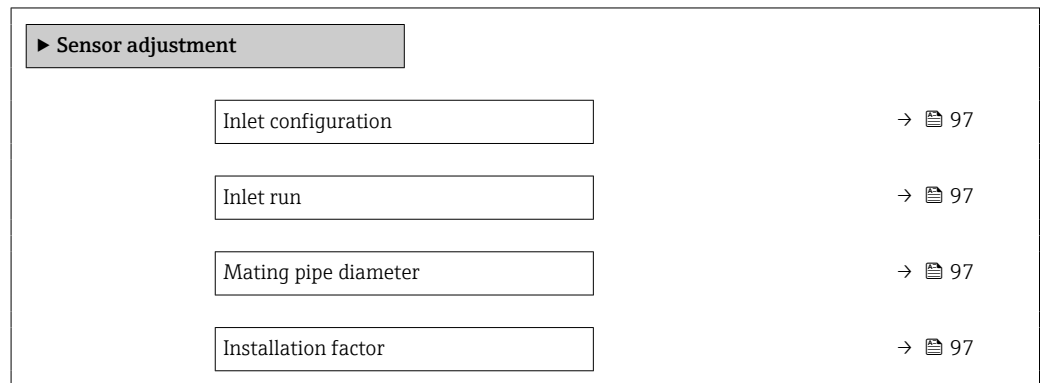 ▶ Sensor adjustment
Inlet configuration → 97
Inlet run → 97
Mating pipe diameter → 97
Installation factor → 97